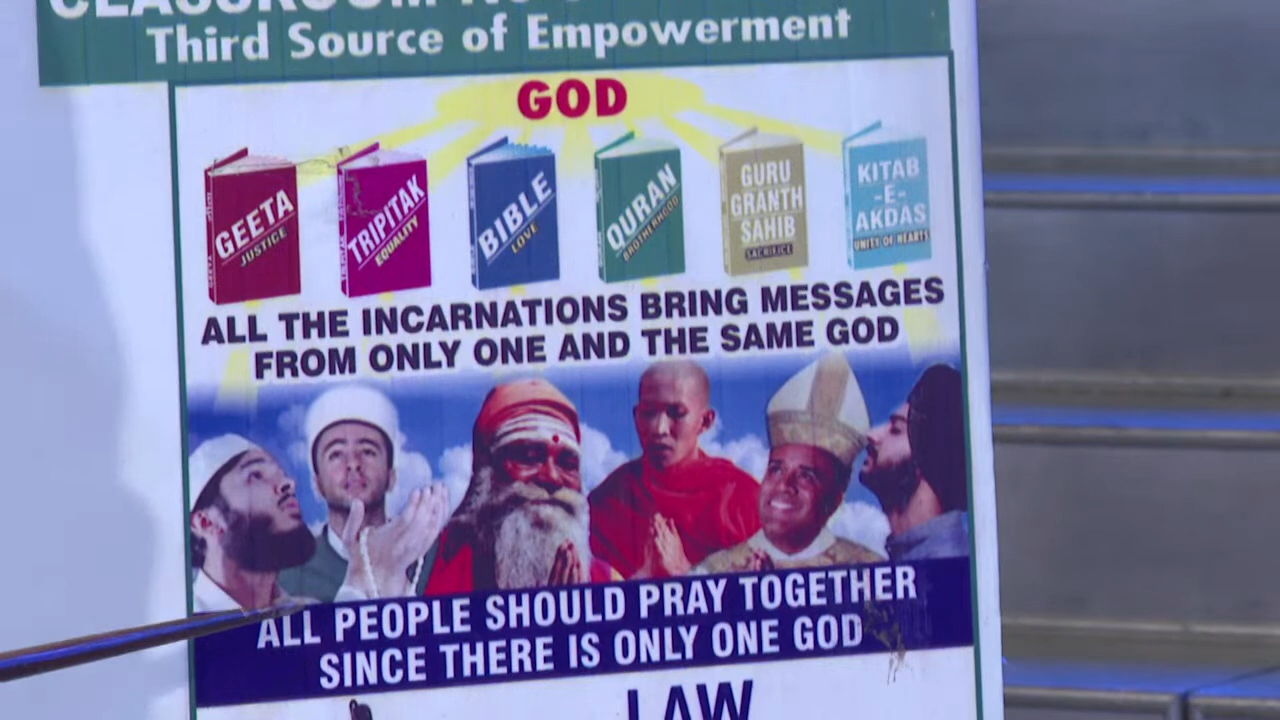 Third Source of Empowerment
GOD
GEETA
JUSTICE
TRIPITAK
EQUALITY
BIBLE
LOVE
QURAN
BROTHERHOOD
GURU
GRANTH
SAHIB
SACRIFICE
KITAB
-E-
AKDAS
UNITY OF HEARTS
ALL THE INCARNATIONS BRING MESSAGES
FROM ONLY ONE AND THE SAME GOD
ALL PEOPLE SHOULD PRAY TOGETHER
SINCE THERE IS ONLY ONE GOD
LAW